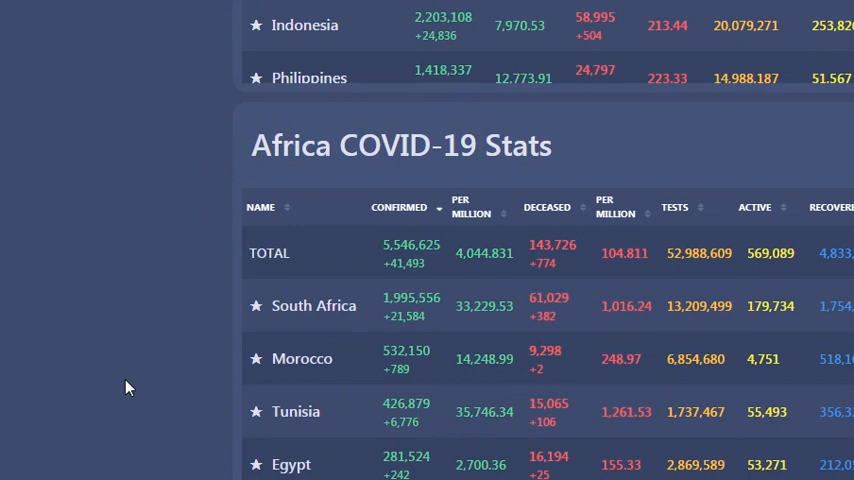 Indonesia 2,203,108 +24,836 7,970.53 58,995 +504 213.44 20,079,271
Philippines 1,418,337 12,773.91 24,797 223.33 14,988,187 51,567
Africa COVID-19 Stats
NAME CONFIRMED PER MILLION DECEASED PER MILLION TESTS ACTIVE
TOTAL 5,546,625 +41,493 4,044.831 143,726 +774 104.811 52,988,609 569,089
South Africa 1,995,556 +21,584 33,229.53 61,029 +382 1,016.24 13,209,499 179,734
Morocco 532,150 +789 14,248.99 9,298 +2 248.97 6,854,680 4,751
Tunisia 426,879 +6,776 35,746.34 15,065 +106 1,261.53 1,737,467 55,493
Egypt 281,524 +242 2,700.36 16,194 +25 155.33 2,869,589 53,271